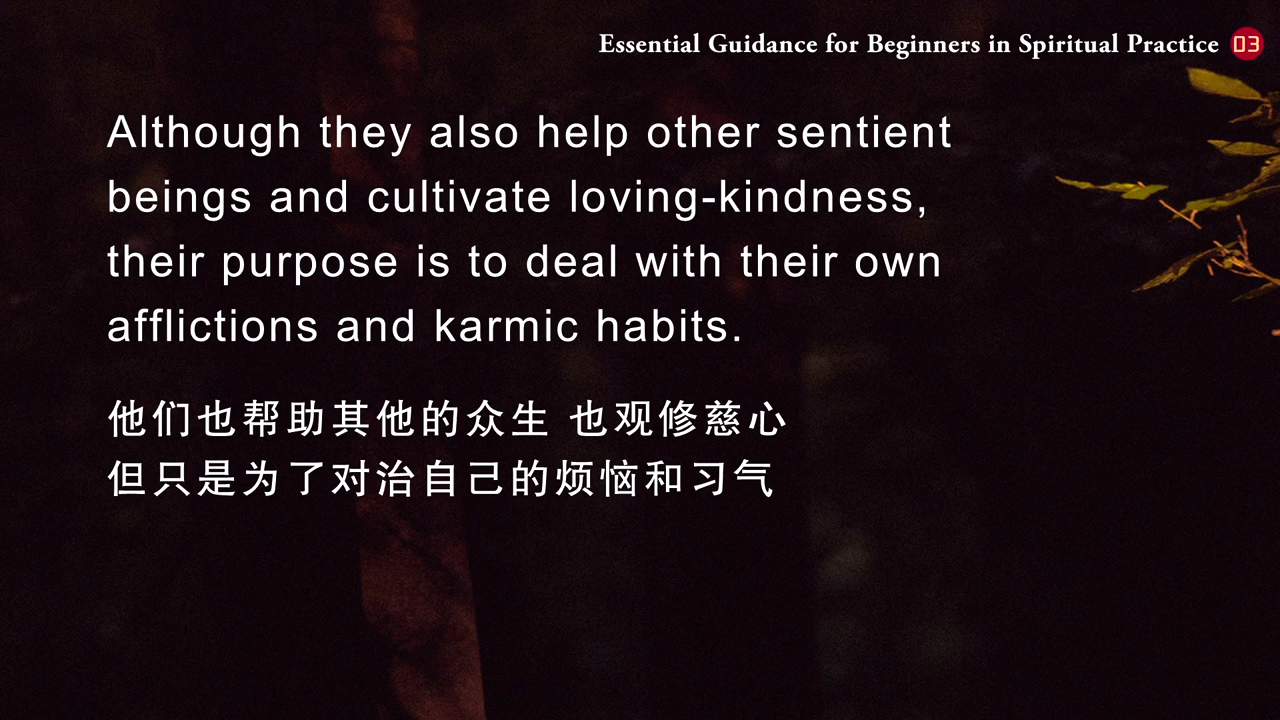 Essential Guidance for Beginners in Spiritual Practice 03
Although they also help other sentient
beings and cultivate loving-kindness,
their purpose is to deal with their own
afflictions and karmic habits.
他们也帮助其他的众生 也观修慈心
但只是为了对治自己的烦恼和习气